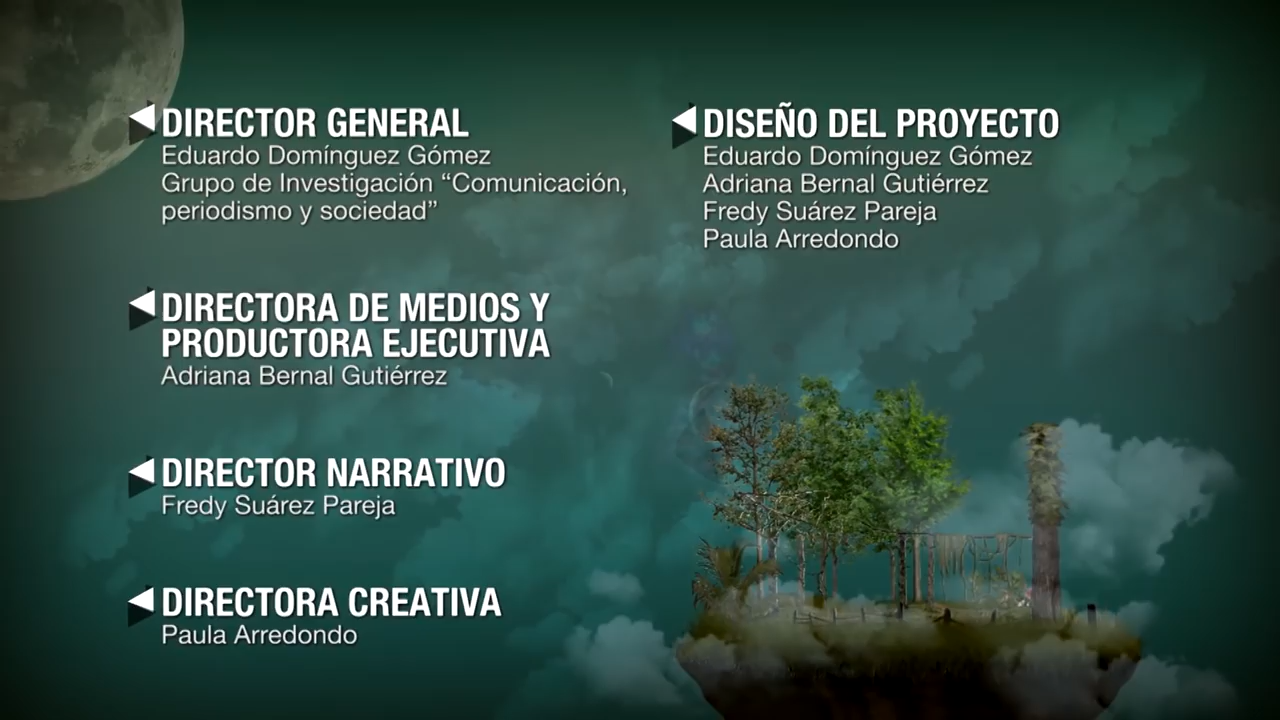 DIRECTOR GENERAL
Eduardo Domínguez Gómez
Grupo de Investigación “Comunicación,
periodismo y sociedad”
DIRECTORA DE MEDIOS Y
PRODUCTORA EJECUTIVA
Adriana Bernal Gutiérrez
DIRECTOR NARRATIVO
Fredy Suárez Pareja
DIRECTORA CREATIVA
Paula Arredondo
DISEÑO DEL PROYECTO
Eduardo Domínguez Gómez
Adriana Bernal Gutiérrez
Fredy Suárez Pareja
Paula Arredondo